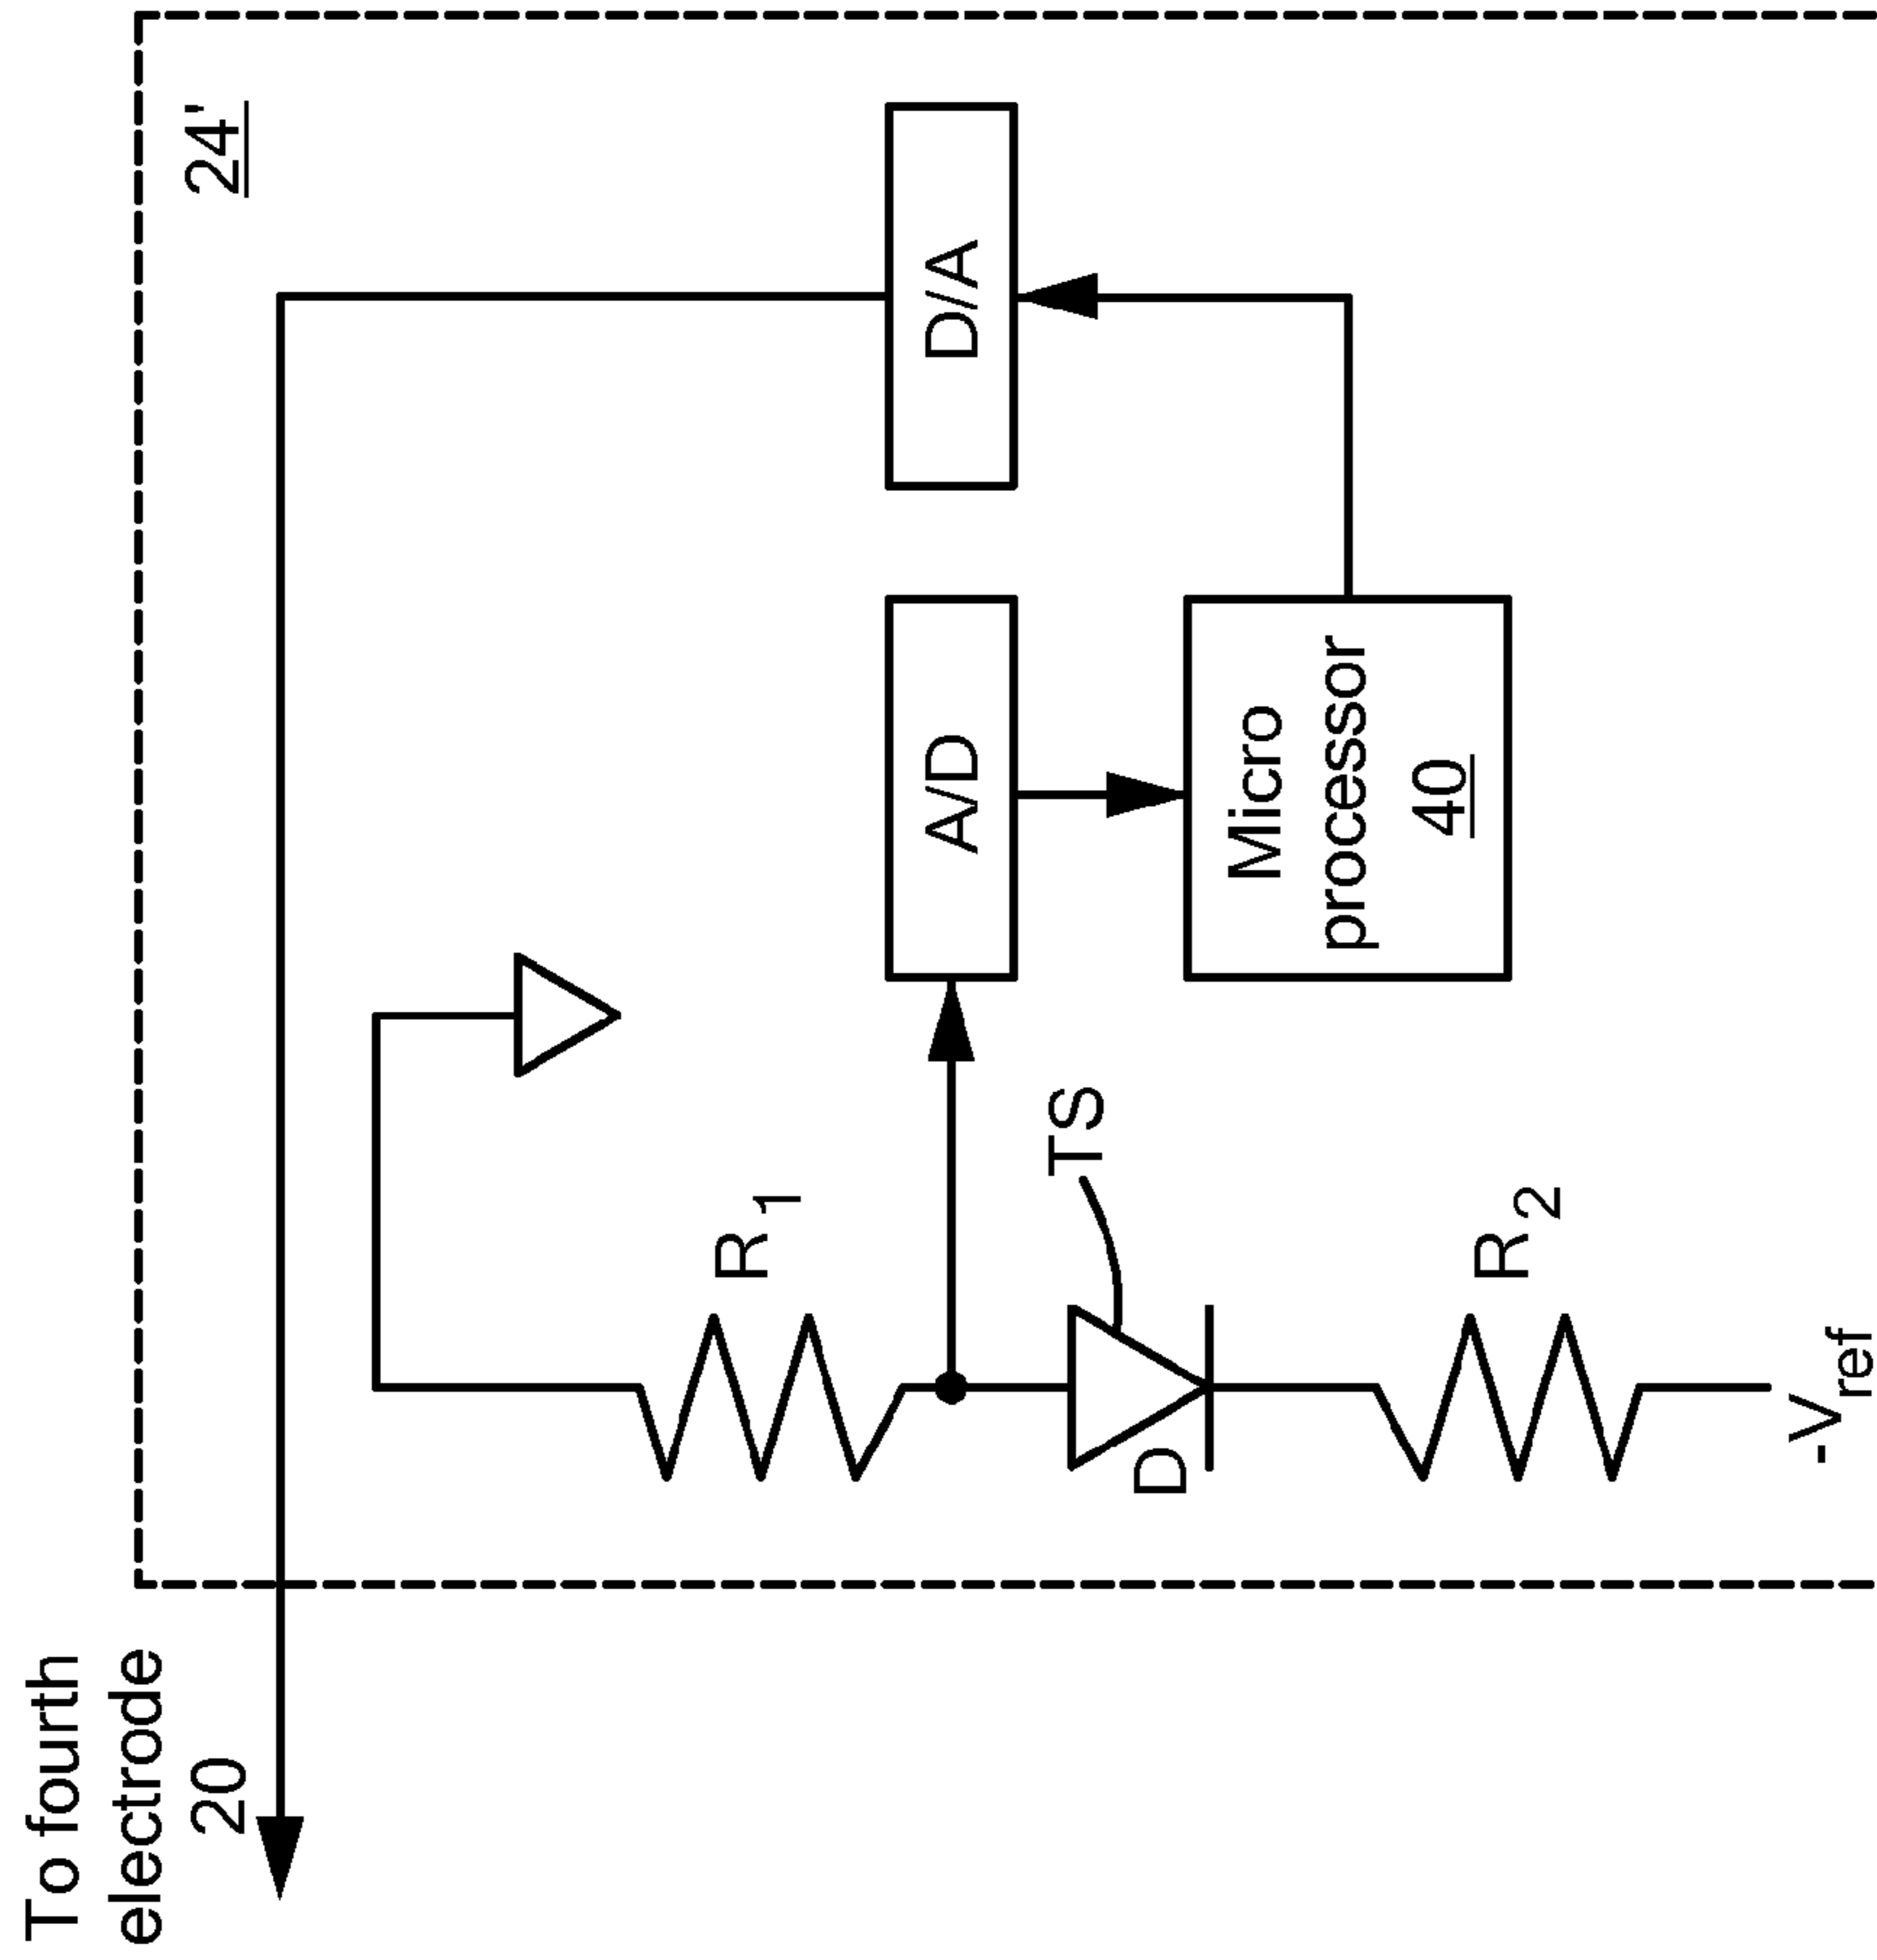 To fourth
electrode
20
24'
R1
A/D
D/A
TS
D
Micro
processor
40
R2
-Vref